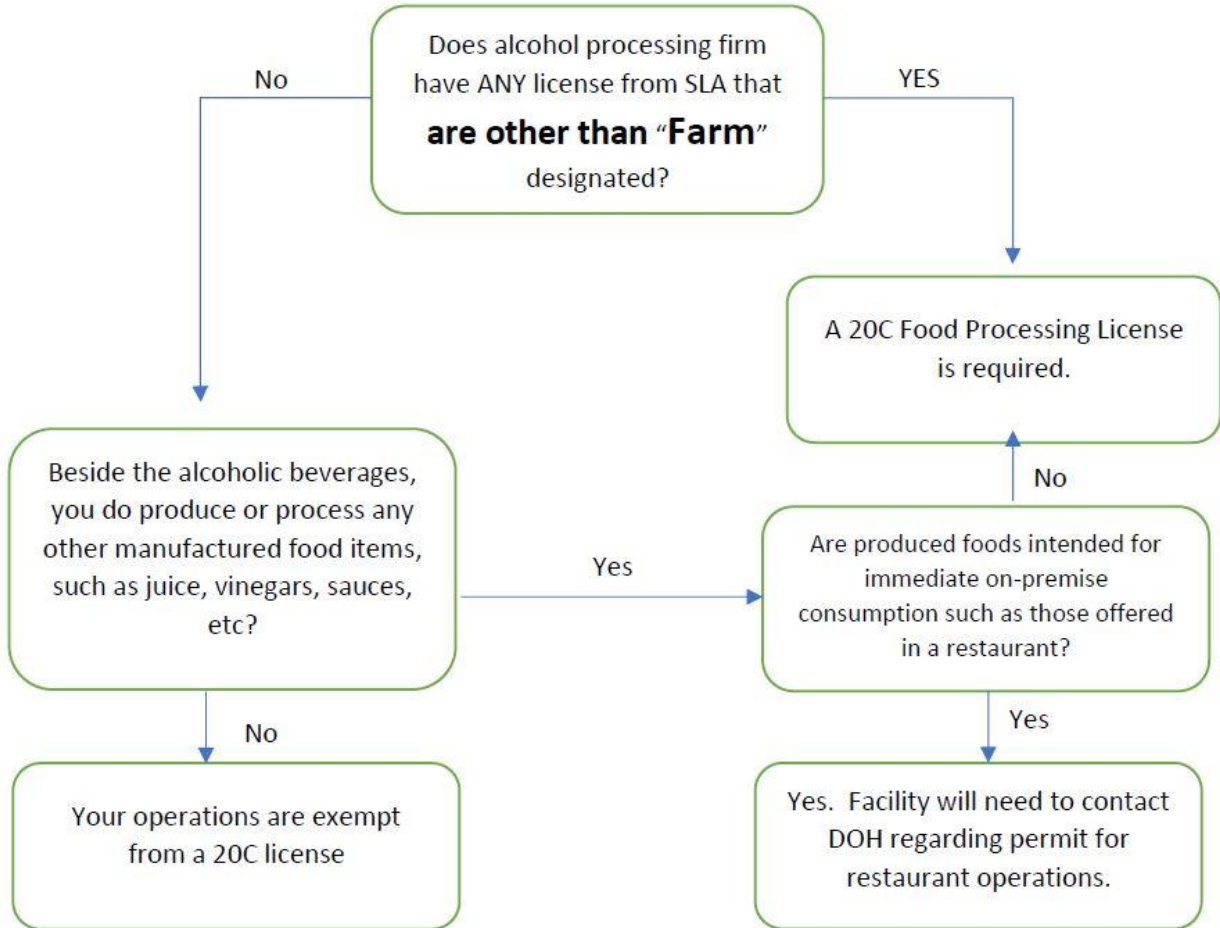 Does alcohol processing firm
have ANY license from SLA that
are other than “Farm”
designated?
No
YES
A 20C Food Processing License
is required.
Beside the alcoholic beverages,
you do produce or process any
other manufactured food items,
such as juice, vinegars, sauces,
etc?
Yes
No
Are produced foods intended for
immediate on-premise
consumption such as those offered
in a restaurant?
No
Yes
Your operations are exempt
from a 20C license
Yes.  Facility will need to contact
DOH regarding permit for
restaurant operations.